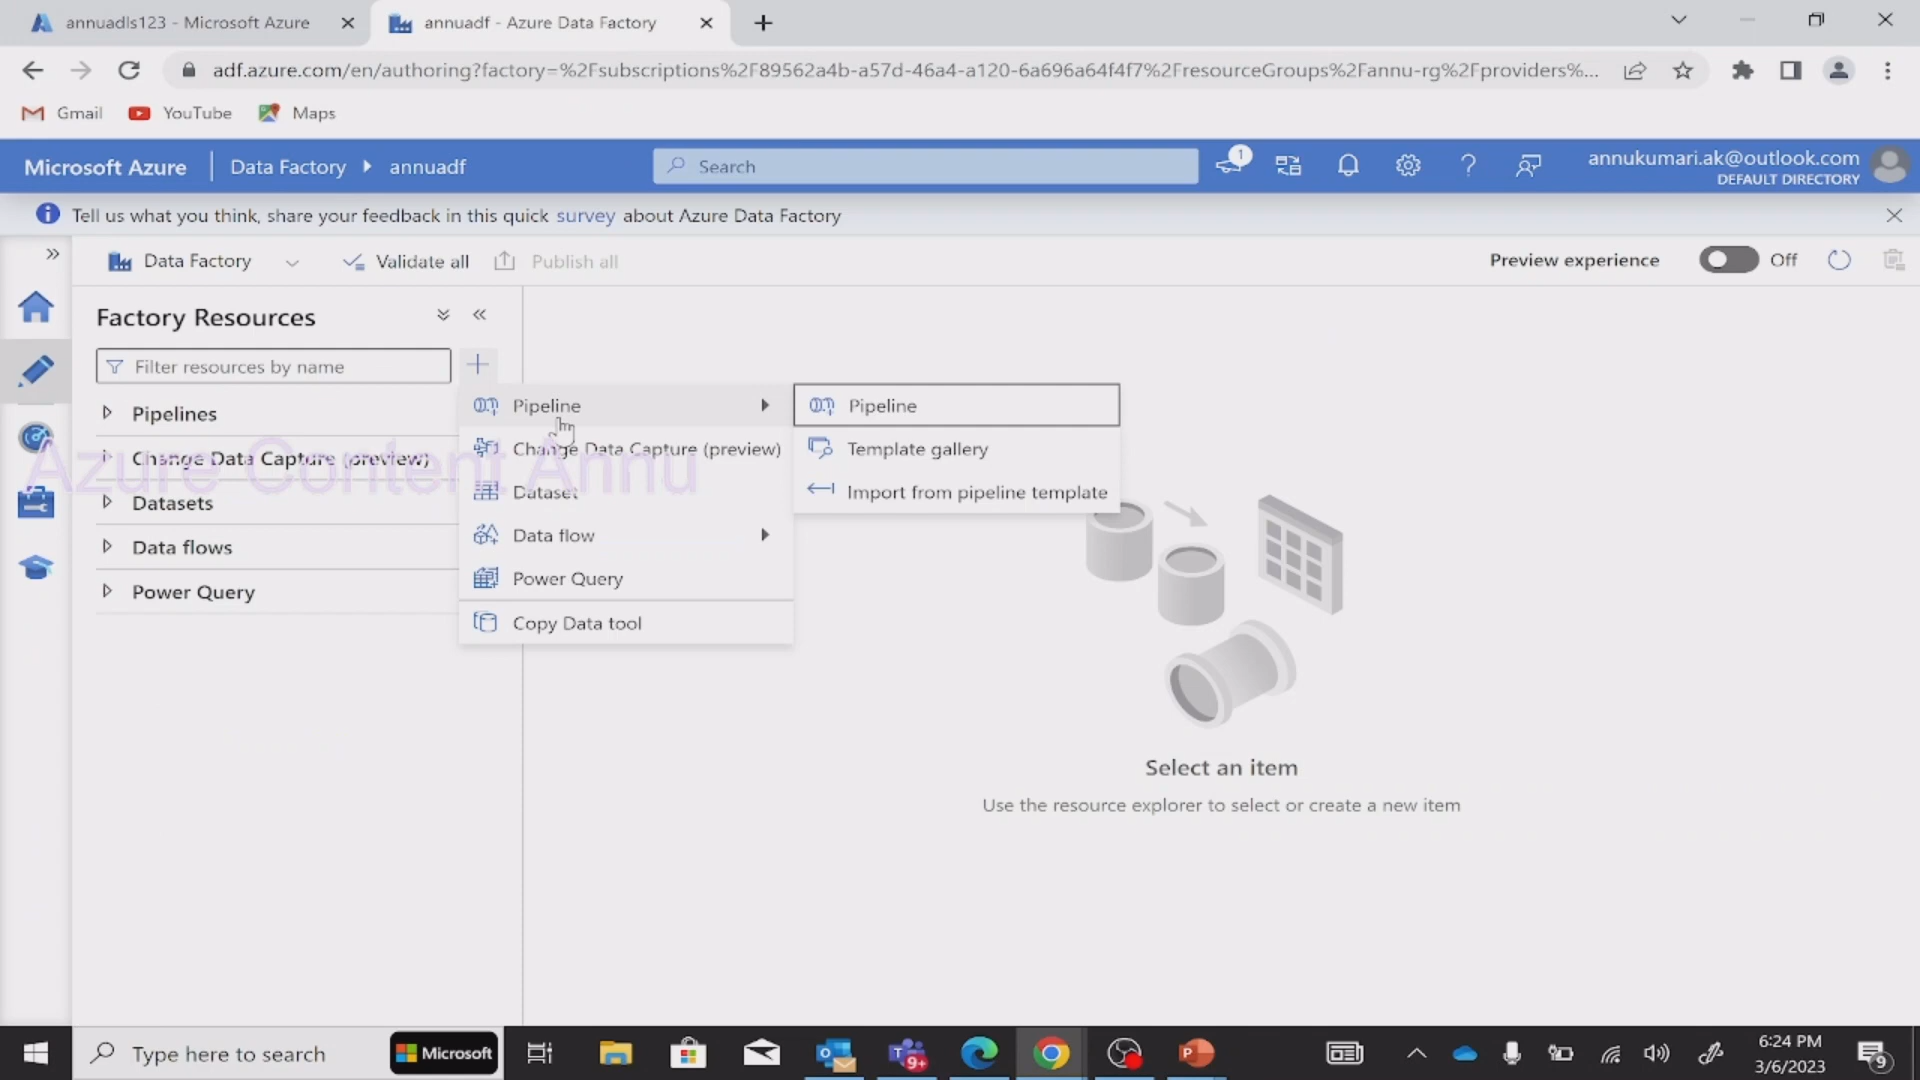 annuadls123 - Microsoft Azure
annuadf - Azure Data Factory
adf.azure.com/en/authoring?factory=%2Fsubscriptions%2F89562a4b-a57d-46a4-a120-6a696a64f4f7%2FresourceGroups%2Fannu-rg%2Fproviders%...
Gmail YouTube Maps
Microsoft Azure Data Factory annuadf
Search
1
annukumari.ak@outlook.com
DEFAULT DIRECTORY
Tell us what you think, share your feedback in this quick survey about Azure Data Factory
Data Factory Validate all Publish all
Preview experience Off
Factory Resources
Filter resources by name
Pipelines
Change Data Capture (preview)
Datasets
Data flows
Power Query
Pipeline
Change Data Capture (preview)
Dataset
Data flow
Power Query
Copy Data tool
Pipeline
Template gallery
Import from pipeline template
Azure Content Annu
Select an item
Use the resource explorer to select or create a new item
Type here to search
Microsoft
9+
6:24 PM
3/6/2023
9